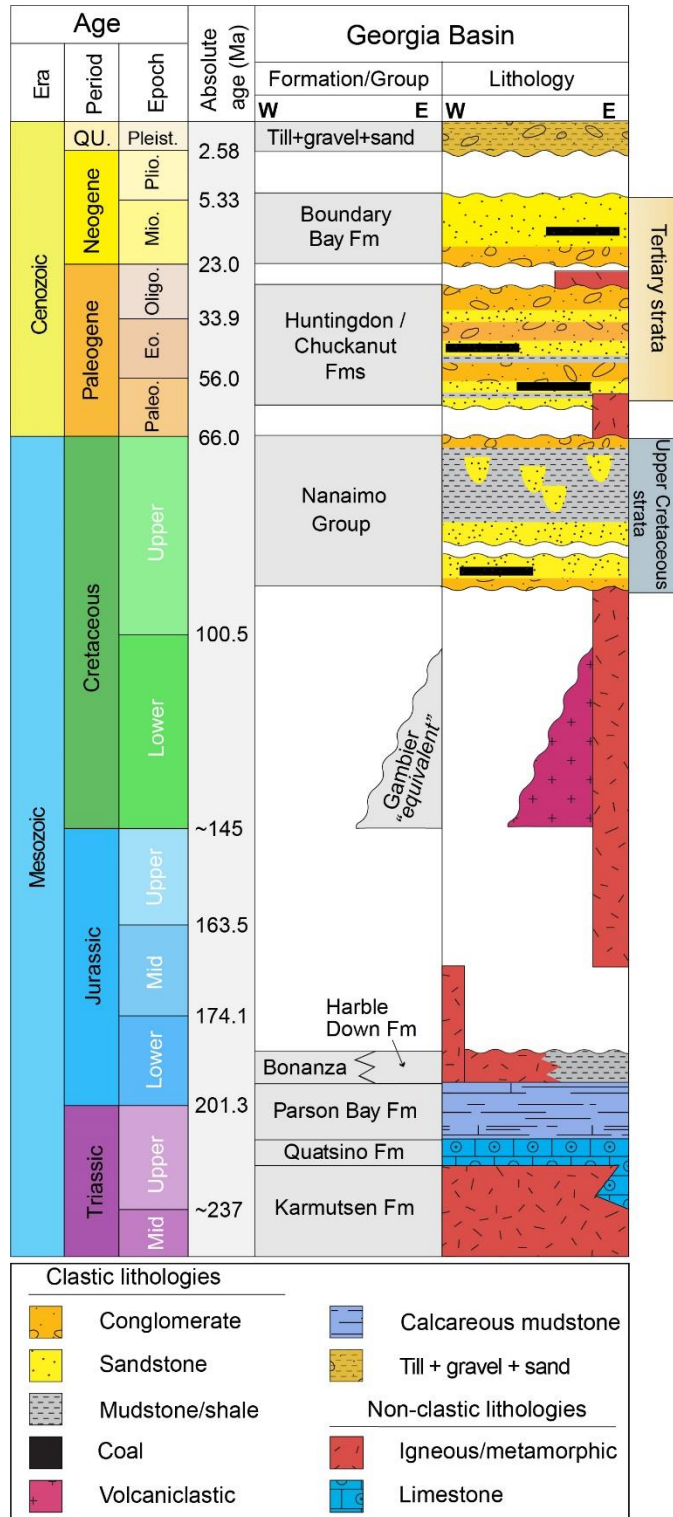 Age
Absolute age (Ma)
Georgia Basin
Era
Period
Epoch
Formation/Group
Lithology
W E
W E
Cenozoic
QU.
Pleist.
2.58
Till+gravel+sand
Neogene
Plio.
5.33
Mio.
23.0
Boundary
Bay Fm
Paleogene
Oligo.
33.9
Eo.
56.0
Paleo.
66.0
Huntingdon /
Chuckanut
Fms
Tertiary strata
Mesozoic
Cretaceous
Upper
100.5
Nanaimo
Group
Upper Cretaceous
strata
Lower
~145
Gambier
"equivalent"
Jurassic
Upper
163.5
Mid
174.1
Lower
201.3
Harble
Down Fm
Bonanza
Parson Bay Fm
Triassic
Upper
~237
Mid
Quatsino Fm
Karmutsen Fm
Clastic lithologies
Conglomerate
Sandstone
Mudstone/shale
Coal
Volcaniclastic
Calcareous mudstone
Till + gravel + sand
Non-clastic lithologies
Igneous/metamorphic
Limestone